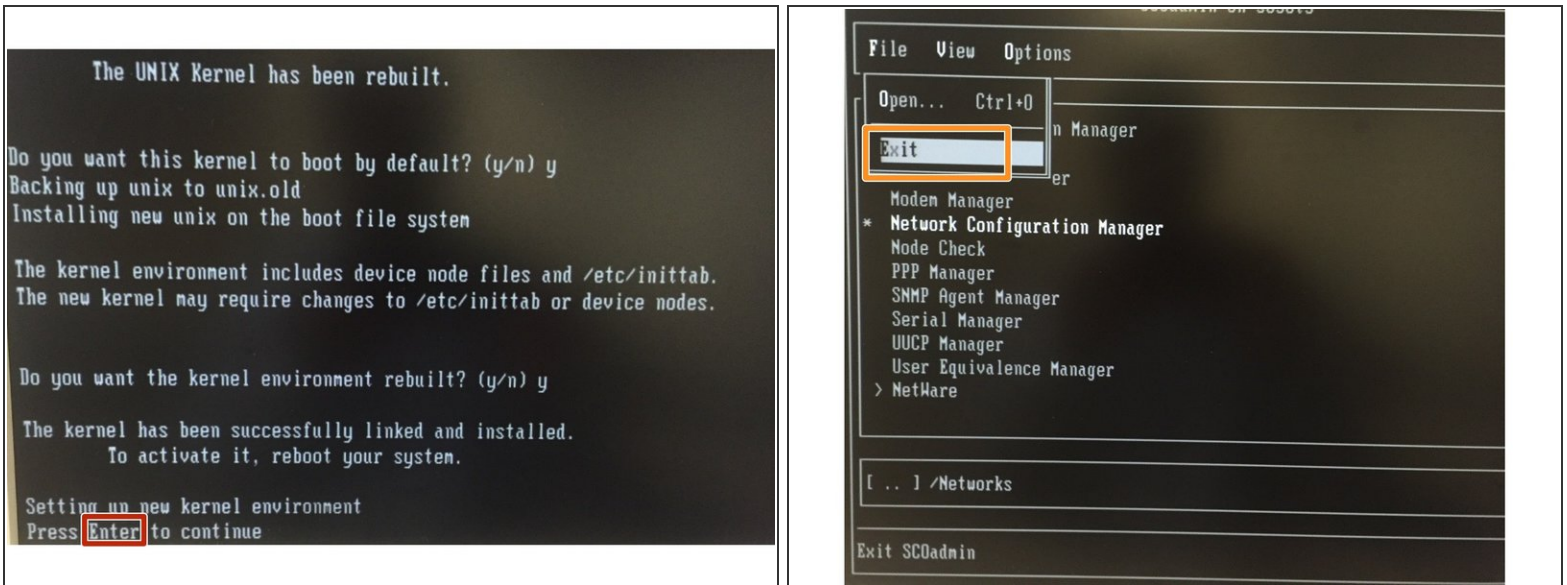 The UNIX Kernel has been rebuilt.
Do you want this kernel to boot by default? (y/n) y
Backing up unix to unix.old
Installing new unix on the boot file system
The kernel environment includes device node files and /etc/inittab.
The new kernel may require changes to /etc/inittab or device nodes.
Do you want the kernel environment rebuilt? (y/n) y
The kernel has been successfully linked and installed.
To activate it, reboot your system.
Setting up new kernel environment
Press Enter to continue
File View Options
Open... Ctrl+O
n Manager
Exit
er
Modem Manager
* Network Configuration Manager
Node Check
PPP Manager
SNMP Agent Manager
Serial Manager
UUCP Manager
User Equivalence Manager
> NetWare
[ .. ] /Networks
Exit SCOadmin